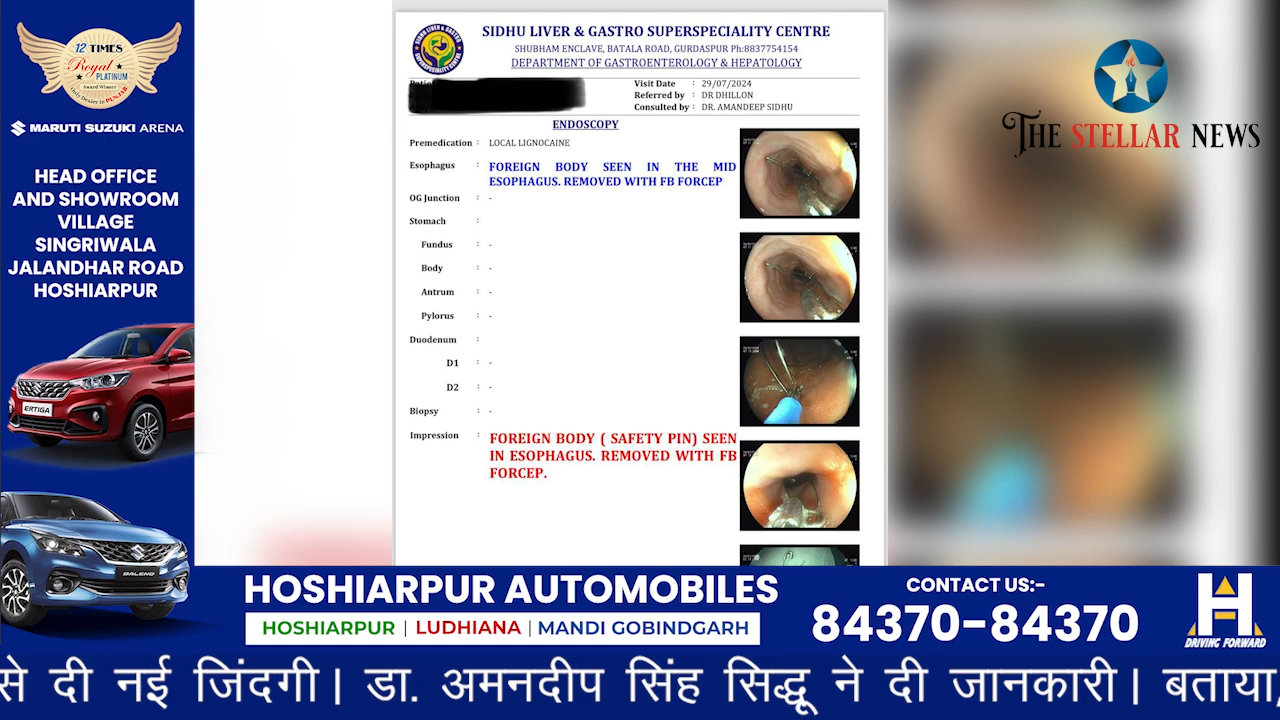 12 TIMES
Royal
PLATINUM
Award Winner
MARUTI SUZUKI ARENA
HEAD OFFICE
AND SHOWROOM
VILLAGE
SINGRIWALA
JALANDHAR ROAD
HOSHIARPUR
ERTIGA
BALENO
SIDHU LIVER & GASTRO SUPERSPECIALITY CENTRE
SHUBHAM ENCLAVE, BATALA ROAD, GURDASPUR Ph:8837754154
DEPARTMENT OF GASTROENTEROLOGY & HEPATOLOGY
Visit Date : 29/07/2024
Referred by : DR DHILLON
Consulted by : DR. AMANDEEP SIDHU
ENDOSCOPY
Premedication : LOCAL LIGNOCAINE
Esophagus : FOREIGN BODY SEEN IN THE MID
ESOPHAGUS. REMOVED WITH FB FORCEP
OG Junction : -
Stomach :
Fundus : -
Body : -
Antrum : -
Pylorus : -
Duodenum :
D1 : -
D2 : -
Biopsy : -
Impression : FOREIGN BODY ( SAFETY PIN) SEEN
IN ESOPHAGUS. REMOVED WITH FB
FORCEP.
THE STELLAR NEWS
HOSHIARPUR AUTOMOBILES
HOSHIARPUR | LUDHIANA | MANDI GOBINDGARH
CONTACT US:-
84370-84370
H
DRIVING FORWARD
से दी नई जिंदगी| डा. अमनदीप सिंह सिद्धू ने दी जानकारी| बताया,